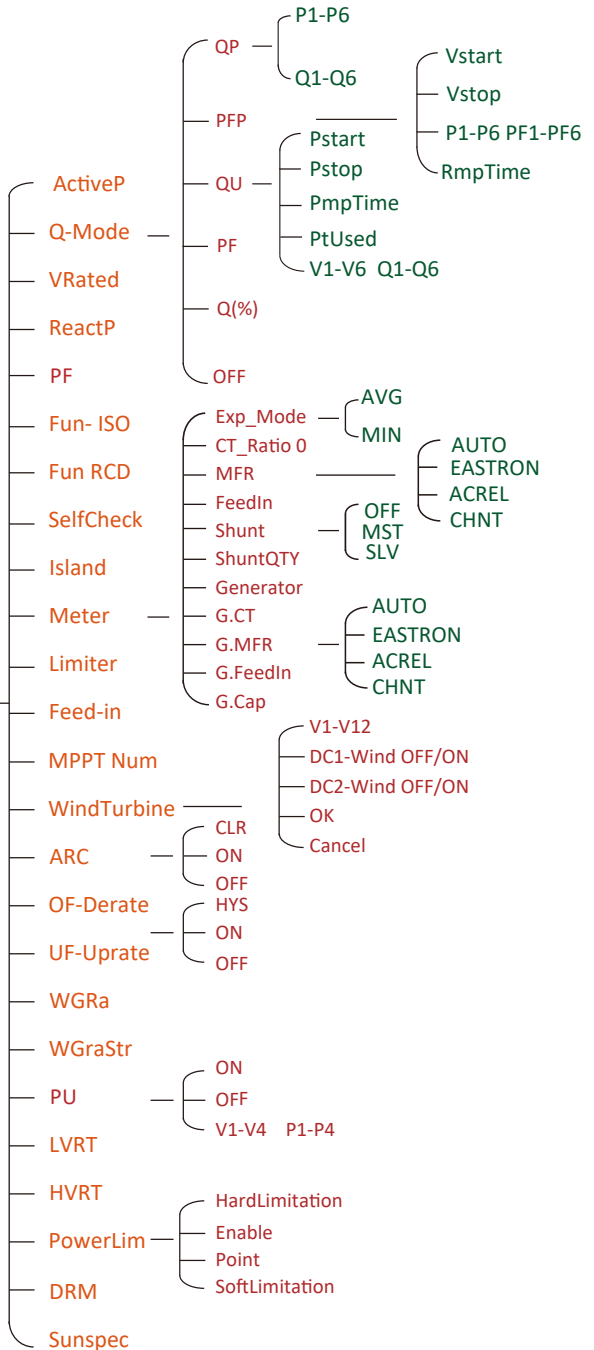 ActiveP
Q-Mode
VRated
ReactP
PF
Fun- ISO
Fun RCD
SelfCheck
Island
Meter
Limiter
Feed-in
MPPT Num
WindTurbine
ARC
OF-Derate
UF-Uprate
WGRa
WGraStr
PU
LVRT
HVRT
PowerLim
DRM
Sunspec
QP
PFP
QU
PF
Q(%)
OFF
P1-P6
Q1-Q6
Vstart
Vstop
P1-P6 PF1-PF6
RmpTime
Pstart
Pstop
PmpTime
PtUsed
V1-V6 Q1-Q6
Exp_Mode
CT_Ratio 0
MFR
FeedIn
Shunt
ShuntQTY
Generator
G.CT
G.MFR
G.FeedIn
G.Cap
AVG
MIN
AUTO
EASTRON
ACREL
CHNT
OFF
MST
SLV
AUTO
EASTRON
ACREL
CHNT
V1-V12
DC1-Wind OFF/ON
DC2-Wind OFF/ON
OK
Cancel
CLR
ON
OFF
HYS
ON
OFF
ON
OFF
V1-V4 P1-P4
HardLimitation
Enable
Point
SoftLimitation